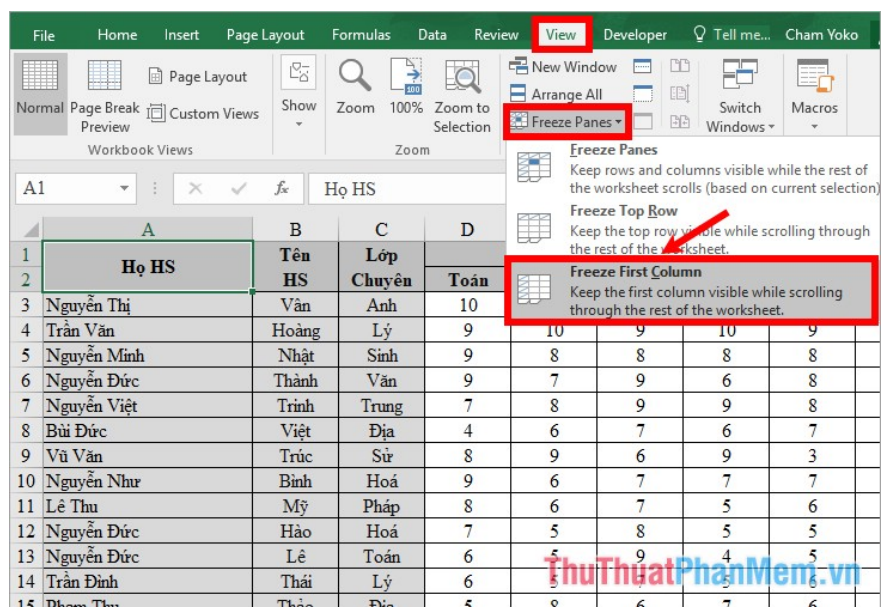 File Home Insert Page Layout Formulas Data Review View Developer Tell me... Cham Yoko
Normal Page Break Preview Page Layout Custom Views
Workbook Views
Show
Zoom 100% Zoom to Selection
Zoom
New Window
Arrange All
Freeze Panes
Switch Windows
Macros
Freeze Panes
Keep rows and columns visible while the rest of
the worksheet scrolls (based on current selection)
Freeze Top Row
Keep the top row visible while scrolling through
the rest of the worksheet.
Freeze First Column
Keep the first column visible while scrolling
through the rest of the worksheet.
A1 fx Họ HS
A B C D
1 Họ HS Tên Lớp
2 HS Chuyên Toán
3 Nguyễn Thị Vân Anh 10
4 Trần Văn Hoàng Lý 9 10 9 10 9
5 Nguyễn Minh Nhật Sinh 9 8 8 8 8
6 Nguyễn Đức Thành Văn 9 7 9 6 8
7 Nguyễn Việt Trinh Trung 7 8 9 9 8
8 Bùi Đức Việt Địa 4 6 7 6 7
9 Vũ Văn Trúc Sử 8 9 6 9 3
10 Nguyễn Như Bình Hoá 9 6 7 7 7
11 Lê Thu Mỹ Pháp 8 6 7 5 6
12 Nguyễn Đức Hào Hoá 7 5 8 5 5
13 Nguyễn Đức Lê Toán 6 5 9 4 5
14 Trần Đình Thái Lý 6 6
15 Phạm Thu Thảo Địa 5 8 6 7 8
ThuThuatPhanMem.vn